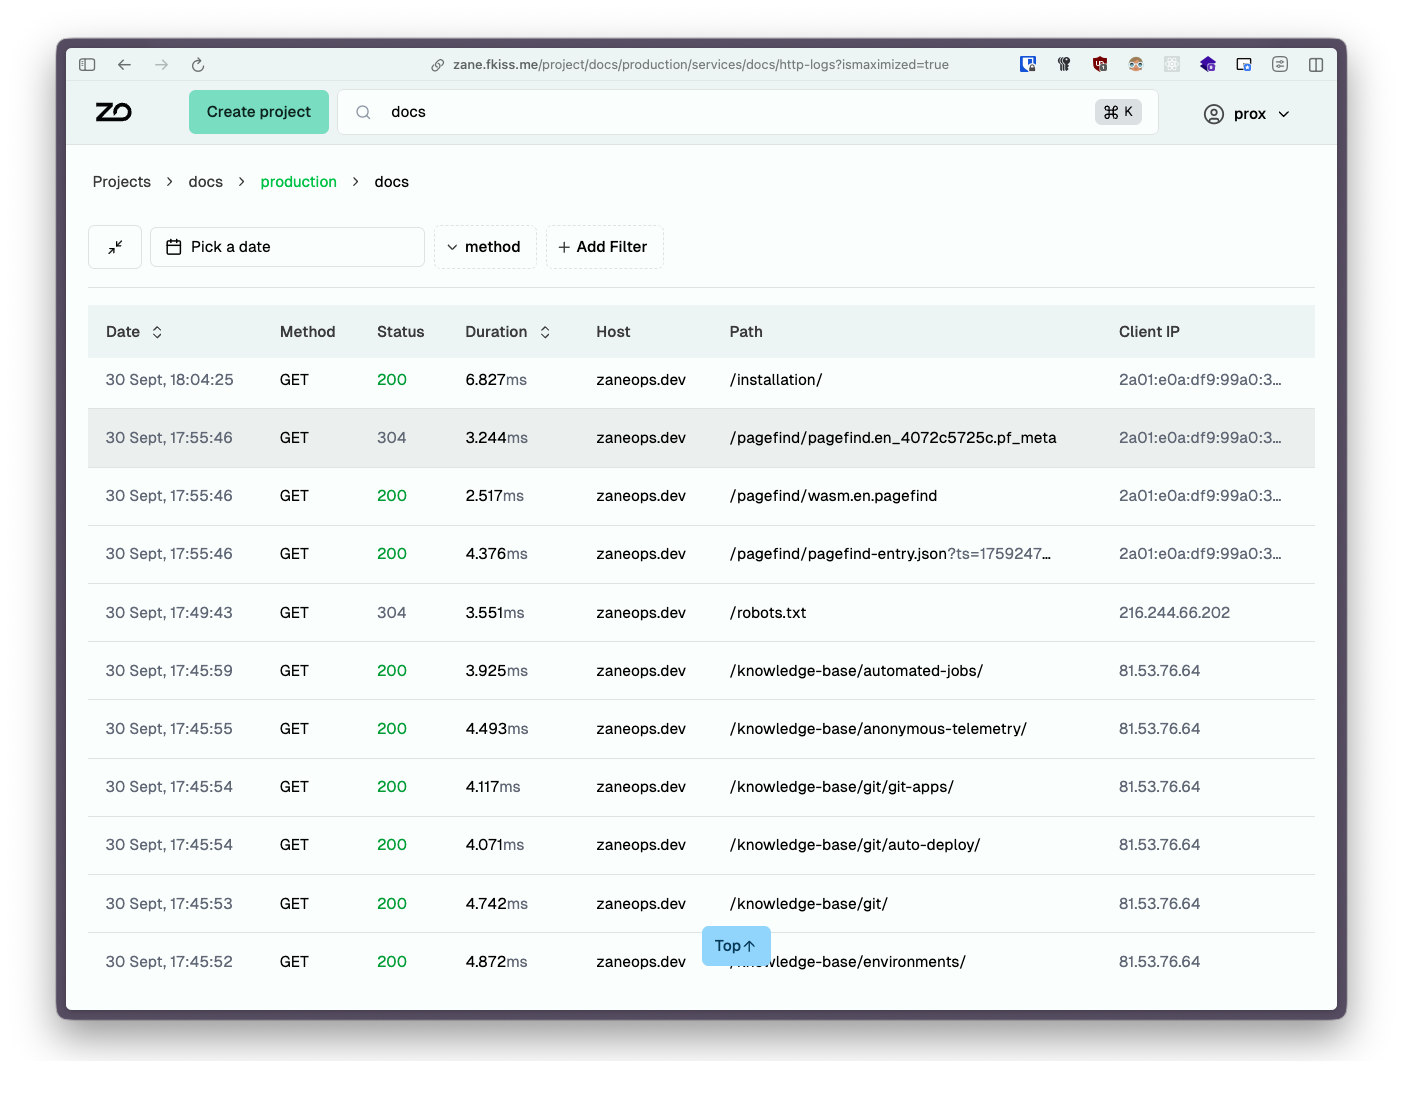 zane.fkiss.me/project/docs/production/services/docs/http-logs?ismaximized=true
ZO Create project docs ⌘ K prox
Projects > docs > production > docs
Pick a date method + Add Filter
Date Method Status Duration Host Path Client IP
30 Sept, 18:04:25 GET 200 6.827ms zaneops.dev /installation/ 2a01:e0a:df9:99a0:3...
30 Sept, 17:55:46 GET 304 3.244ms zaneops.dev /pagefind/pagefind.en_4072c5725c.pf_meta 2a01:e0a:df9:99a0:3...
30 Sept, 17:55:46 GET 200 2.517ms zaneops.dev /pagefind/wasm.en.pagefind 2a01:e0a:df9:99a0:3...
30 Sept, 17:55:46 GET 200 4.376ms zaneops.dev /pagefind/pagefind-entry.json?ts=1759247... 2a01:e0a:df9:99a0:3...
30 Sept, 17:49:43 GET 304 3.551ms zaneops.dev /robots.txt 216.244.66.202
30 Sept, 17:45:59 GET 200 3.925ms zaneops.dev /knowledge-base/automated-jobs/ 81.53.76.64
30 Sept, 17:45:55 GET 200 4.493ms zaneops.dev /knowledge-base/anonymous-telemetry/ 81.53.76.64
30 Sept, 17:45:54 GET 200 4.117ms zaneops.dev /knowledge-base/git/git-apps/ 81.53.76.64
30 Sept, 17:45:54 GET 200 4.071ms zaneops.dev /knowledge-base/git/auto-deploy/ 81.53.76.64
30 Sept, 17:45:53 GET 200 4.742ms zaneops.dev /knowledge-base/git/ 81.53.76.64
Top↑
30 Sept, 17:45:52 GET 200 4.872ms zaneops.dev /knowledge-base/environments/ 81.53.76.64